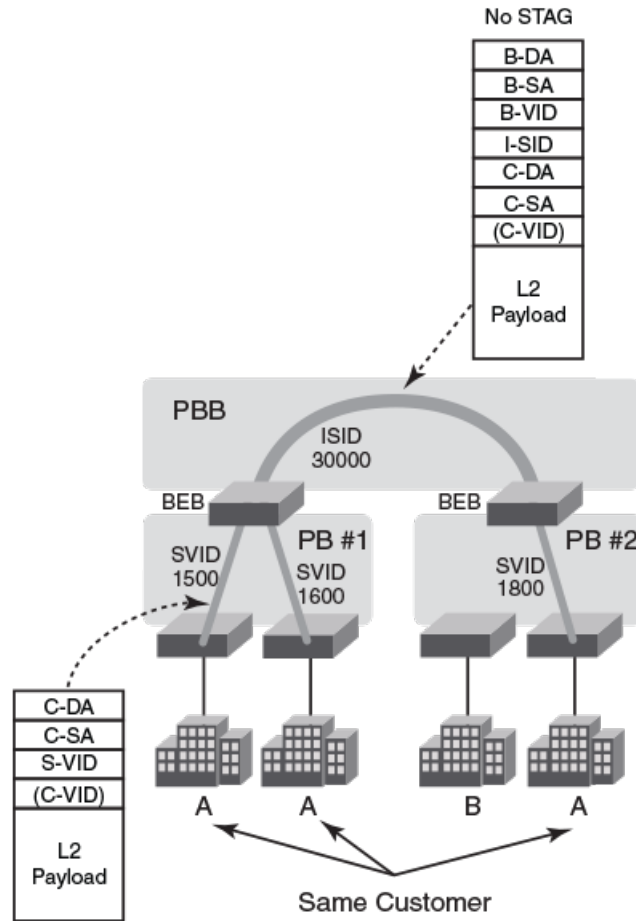 No STAG
B-DA
B-SA
B-VID
I-SID
C-DA
C-SA
(C-VID)
L2
Payload
PBB
ISID
30000
BEB
BEB
PB #1
PB #2
SVID
1500
SVID
1600
SVID
1800
C-DA
C-SA
S-VID
(C-VID)
L2
Payload
A
A
B
A
Same Customer